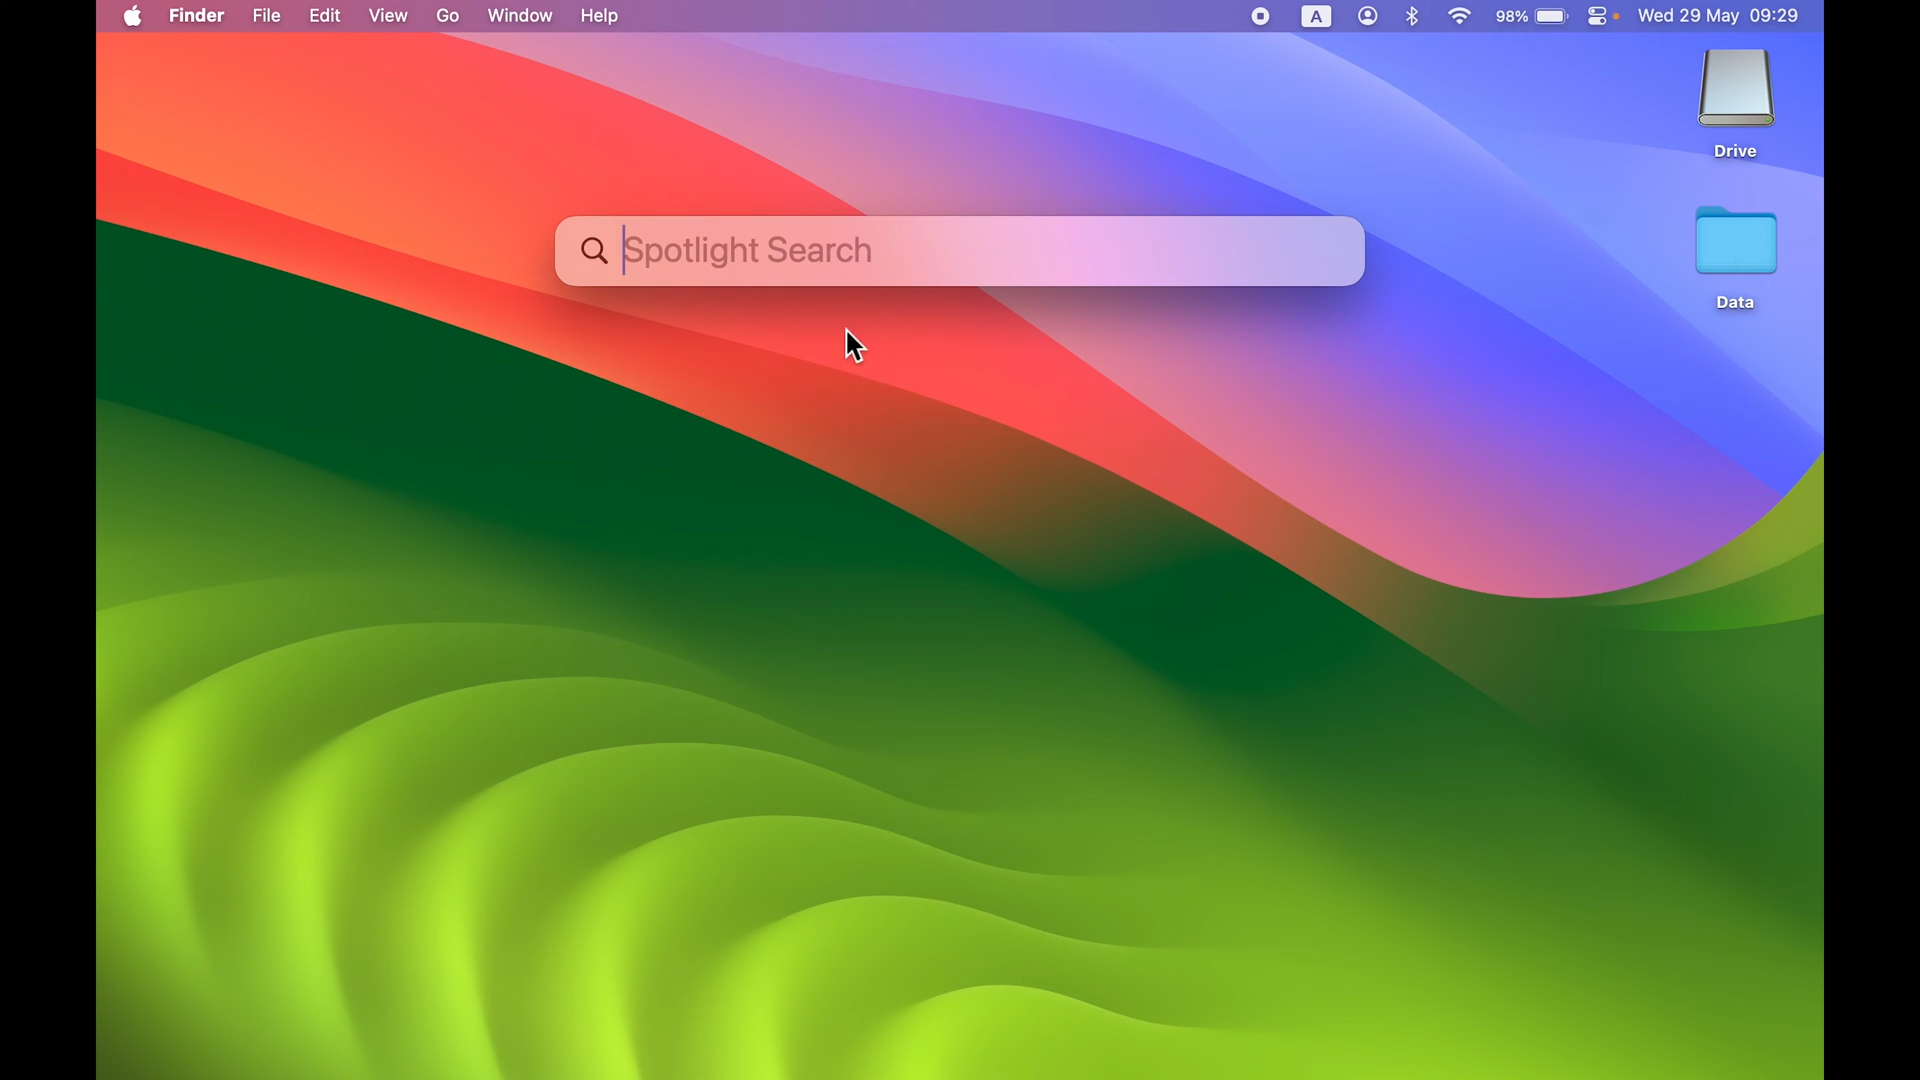 Finder File Edit View Go Window Help A 98% Wed 29 May 09:29
Drive
Spotlight Search
Data